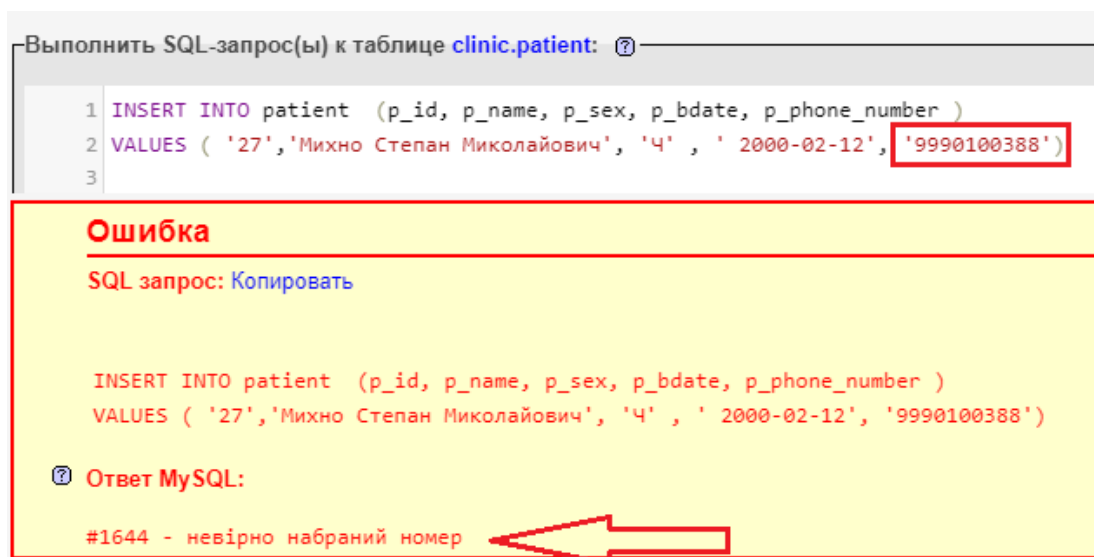 Выполнить SQL-запрос(ы) к таблице clinic.patient:
1 INSERT INTO patient (p_id, p_name, p_sex, p_bdate, p_phone_number )
2 VALUES ( '27','Михно Степан Миколайович', 'Ч' , ' 2000-02-12', '9990100388')
3
Ошибка
SQL запрос: Копировать
INSERT INTO patient (p_id, p_name, p_sex, p_bdate, p_phone_number )
VALUES ( '27','Михно Степан Миколайович', 'Ч' , ' 2000-02-12', '9990100388')
Ответ MySQL:
#1644 - невірно набраний номер